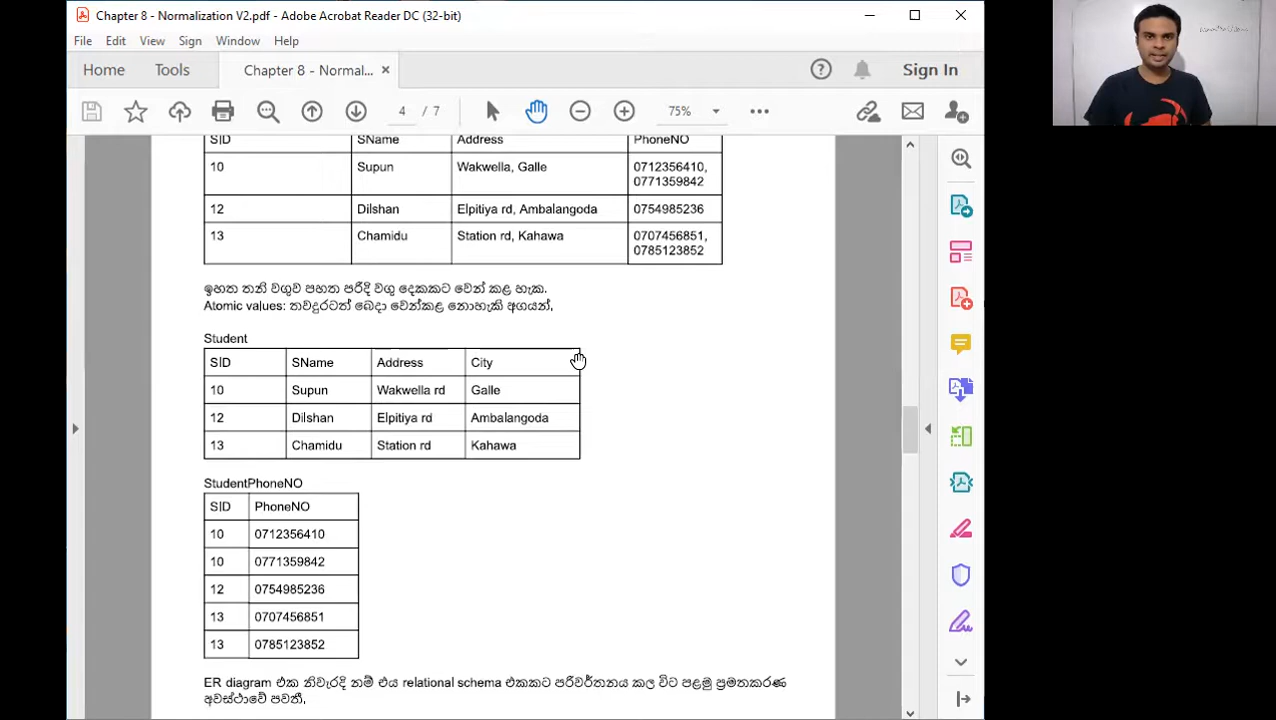 Chapter 8 - Normalization V2.pdf - Adobe Acrobat Reader DC (32-bit)
File Edit View Sign Window Help
Home Tools Chapter 8 - Normal... Sign In
4 / 7 75%
SID SName Address PhoneNO
10 Supun Wakwella, Galle 0712356410,
0771359842
12 Dilshan Elpitiya rd, Ambalangoda 0754985236
13 Chamidu Station rd, Kahawa 0707456851,
0785123852
ඉහත තනි වගුව පහත පරිදි වගු දෙකකට වෙන් කළ හැක.
Atomic values: තවදුරටත් බෙදා වෙන්කළ නොහැකි අගයන්,
Student
SID SName Address City
10 Supun Wakwella rd Galle
12 Dilshan Elpitiya rd Ambalangoda
13 Chamidu Station rd Kahawa
StudentPhoneNO
SID PhoneNO
10 0712356410
10 0771359842
12 0754985236
13 0707456851
13 0785123852
ER diagram එක නිවැරදි නම් එය relational schema එකකට පරිවර්තනය කල විට පළමු ප්‍රමතකරණ
අවස්ථාවේ පවතී,